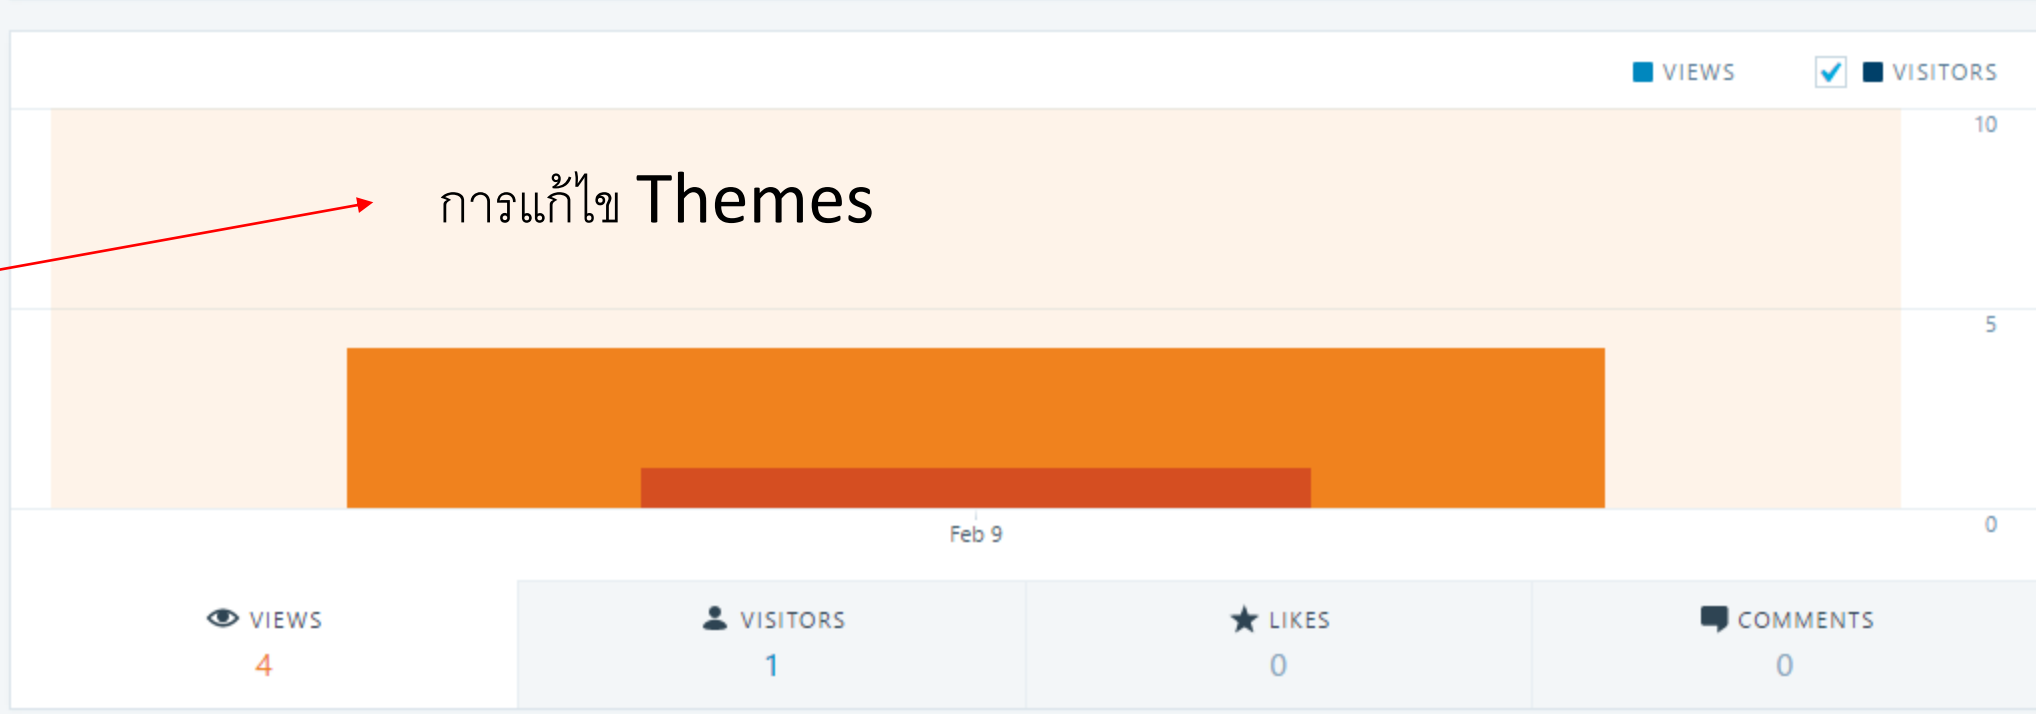 VIEWS VISITORS
10
การแก้ไข Themes
5
0
Feb 9
VIEWS VISITORS LIKES COMMENTS
4 1 0 0